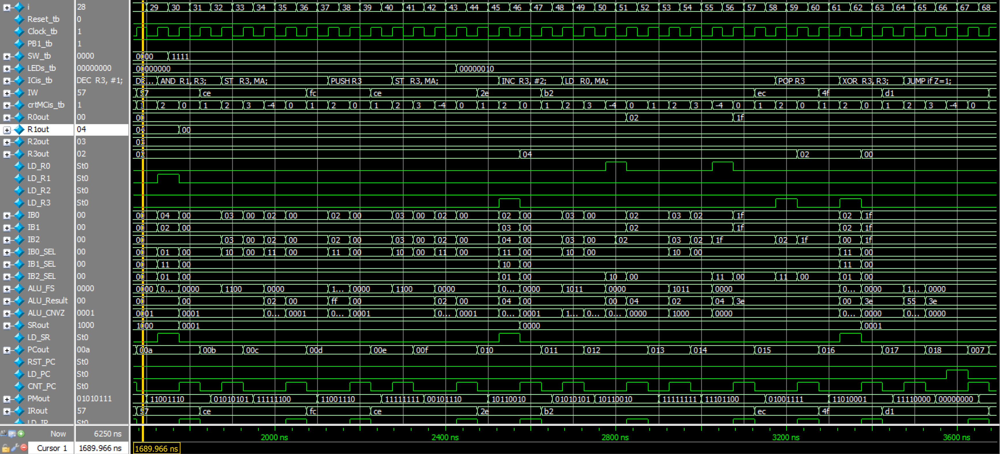 i 28 29 30 31 32 33 34 35 36 37 38 39 40 41 42 43 44 45 46 47 48 49 50 51 52 53 54 55 56 57 58 59 60 61 62 63 64 65 66 67 68
Reset_tb 0
Clock_tb 1
PB1_tb 1
SW_tb 0000 0000 1111
LEDs_tb 00000000 00000000 00000010
ICis_tb DEC R3, #1; DE... AND R1, R3; ST R3, MA; PUSH R3 ST R3, MA; INC R3, #2; LD R0, MA; POP R3 XOR R3, R3; JUMP if Z=1;
IW 57 57 ce fc ce 2e b2 ec 4f d1
crtMCis_tb 1 1 2 0 1 2 3 -4 0 1 2 0 1 2 3 -4 0 1 2 0 1 2 3 -4 0 1 2 3 -4 0 1 2 0 1 2 0 1 2 3 -4 0
R0out 00 00 02 1f
R1out 04 04 00
R2out 03 03
R3out 02 02 04 02 00
LD_R0 St0
LD_R1 St0
LD_R2 St0
LD_R3 St0
IB0 00 00 04 00 03 00 02 00 02 00 03 00 02 00 02 00 03 00 02 03 02 1f 02 1f
IB1 00 00 02 00 03 00 02 1f 02 1f
IB2 00 00 03 00 02 00 02 00 03 00 02 00 04 00 03 00 02 03 02 1f 02 1f 00 1f
IB0_SEL 00 00 01 00 10 00 11 00 11 00 10 00 11 00 11 00 10 00 10 00 11 00
IB1_SEL 00 00 11 00 10 00 11 00
IB2_SEL 00 00 01 00 01 00 10 00 11 00 11 00 01 00
ALU_FS 0000 0000 0... 0000 1100 0000 1... 0000 1100 0000 0... 0000 1011 0000 1011 0000 0... 0000 1... 0000
ALU_Result 00 00 00 02 00 ff 00 02 00 04 00 00 04 02 04 3e 00 3e 55 3e
ALU_CNVZ 0001 0001 0001 0... 0001 0... 0001 0... 0001 0... 0001 1... 0... 0... 0000 1000 0000 0... 0000 0... 0000
SRout 1000 1000 0001 0000 0001
LD_SR St0
PCout 00a 00a 00b 00c 00d 00e 00f 010 011 012 013 014 015 016 017 018 007
RST_PC St0
LD_PC St0
CNT_PC St0
PMout 01010111 11001110 01010101 11111100 11001110 11111111 00101110 10110010 01010101 10110010 11111111 11101100 01001111 11010001 11110000 00000000
IRout 57 57 ce fc ce 2e b2 ec 4f d1
LD_IR St0
Now 6250 ns 2000 ns 2400 ns 2800 ns 3200 ns 3600 ns
Cursor 1 1689.966 ns 1689.966 ns